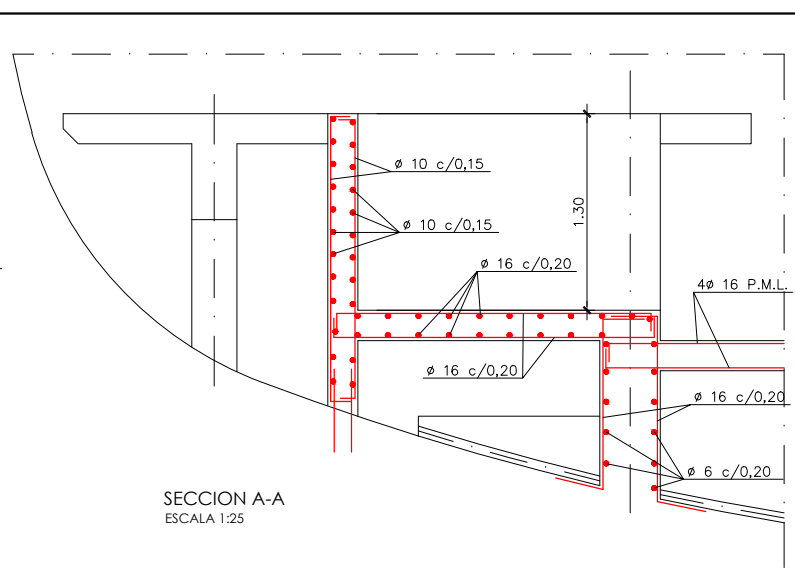 ø 10 c/0,15
ø 10 c/0,15
1.30
ø 16 c/0,20
4ø 16 P.M.L.
ø 16 c/0,20
ø 16 c/0,20
ø 6 c/0,20
SECCION A-A
ESCALA 1:25